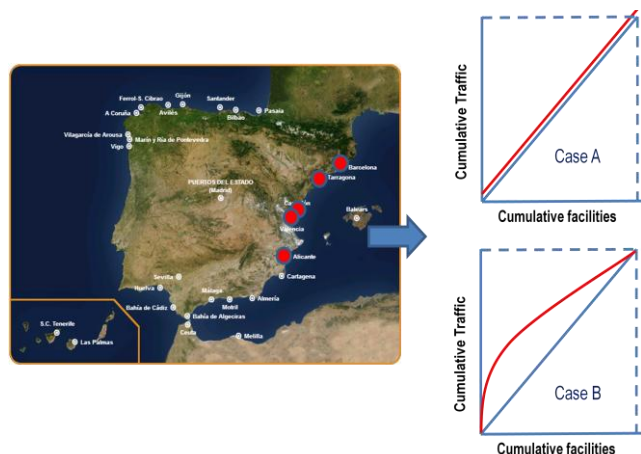 Gijón
Ferrol-S. Cibrao
Santander
Avilés
Pasaia
A Coruña
Bilbao
Vilagarcía de Arousa
Marín y Ría de Pontevedra
Vigo
Barcelona
Tarragona
PUERTOS DEL ESTADO
(Madrid)
Balears
Valencia
Alicante
Sevilla
Cartagena
Huelva
Málaga
Almería
Bahía de Cádiz
Motril
Bahía de Algeciras
Ceuta
Melilla
S.C. Tenerife
Las Palmas
Cumulative Traffic
Case A
Cumulative facilities
Cumulative Traffic
Case B
Cumulative facilities